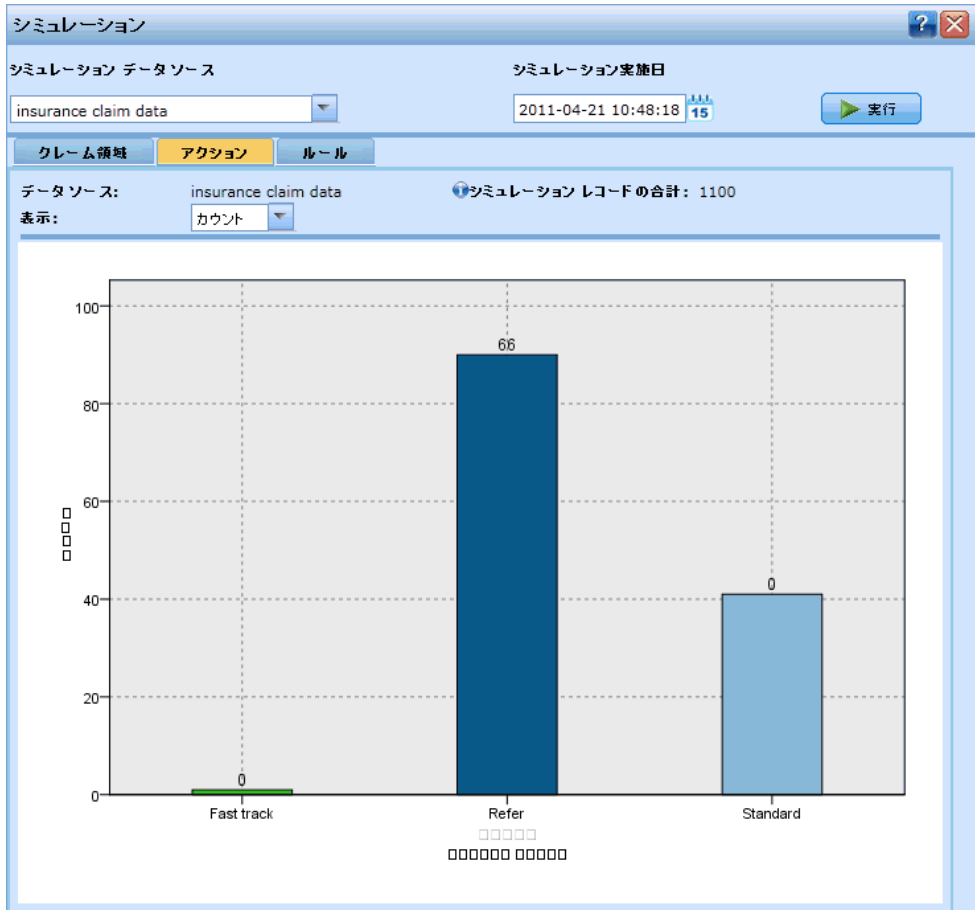 シミュレーション
シミュレーション データ ソース
シミュレーション実施日
insurance claim data
2011-04-21 10:48:18
15
実行
クレーム領域 アクション ルール
データ ソース: insurance claim data シミュレーション レコードの合計: 1100
表示: カウント
100
80
60
40
20
0
66
0
0
Fast track Refer Standard